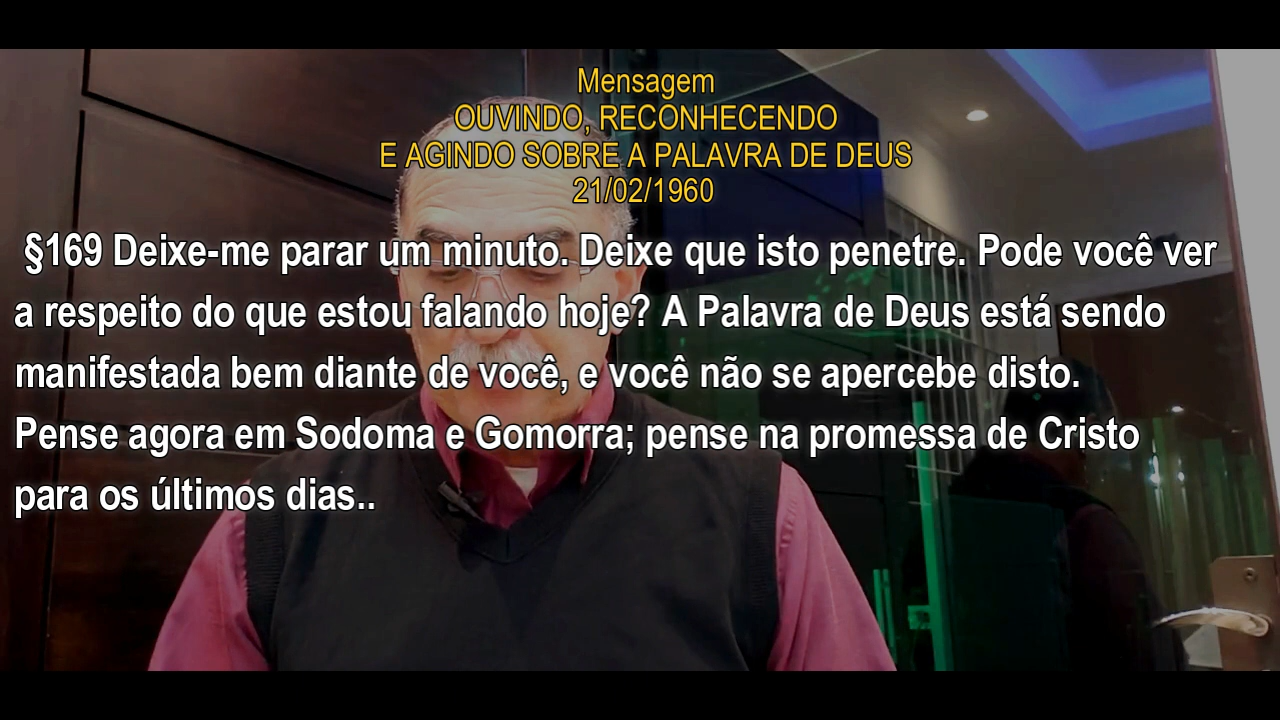 Mensagem
OUVINDO, RECONHECENDO
E AGINDO SOBRE A PALAVRA DE DEUS
21/02/1960
§169 Deixe-me parar um minuto. Deixe que isto penetre. Pode você ver
a respeito do que estou falando hoje? A Palavra de Deus está sendo
manifestada bem diante de você, e você não se apercebe disto.
Pense agora em Sodoma e Gomorra; pense na promessa de Cristo
para os últimos dias..